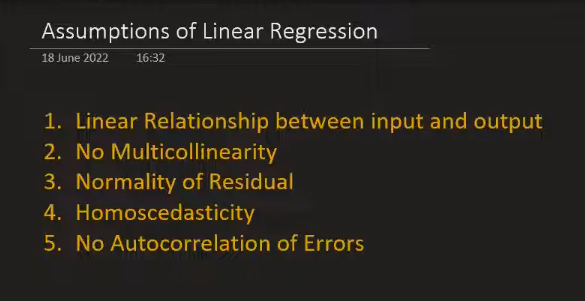 Assumptions of Linear Regression
18 June 2022 16:32
1. Linear Relationship between input and output
2. No Multicollinearity
3. Normality of Residual
4. Homoscedasticity
5. No Autocorrelation of Errors